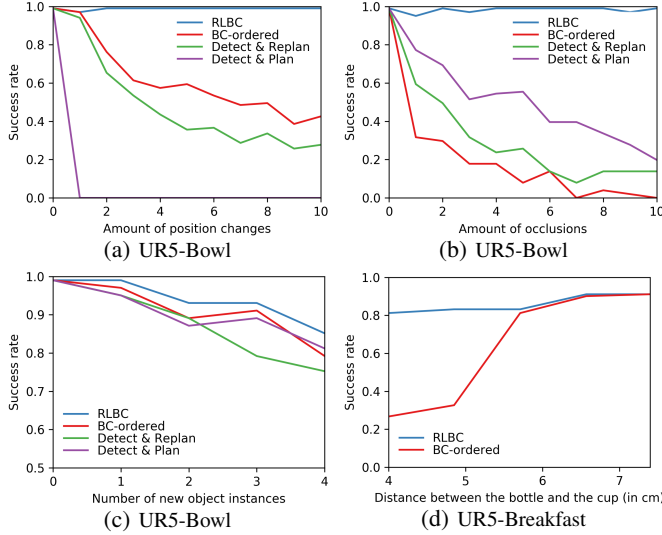 1.0
0.8
0.6
0.4
0.2
0.0
Success rate
RLBC
BC-ordered
Detect & Replan
Detect & Plan
0 2 4 6 8 10
Amount of position changes
(a) UR5-Bowl
1.0
0.8
0.6
0.4
0.2
0.0
Success rate
RLBC
BC-ordered
Detect & Replan
Detect & Plan
0 2 4 6 8 10
Amount of occlusions
(b) UR5-Bowl
1.0
0.9
0.8
0.7
0.6
0.5
Success rate
RLBC
BC-ordered
Detect & Replan
Detect & Plan
0 1 2 3 4
Number of new object instances
(c) UR5-Bowl
1.0
0.8
0.6
0.4
0.2
0.0
Success rate
RLBC
BC-ordered
4 5 6 7
Distance between the bottle and the cup (in cm)
(d) UR5-Breakfast